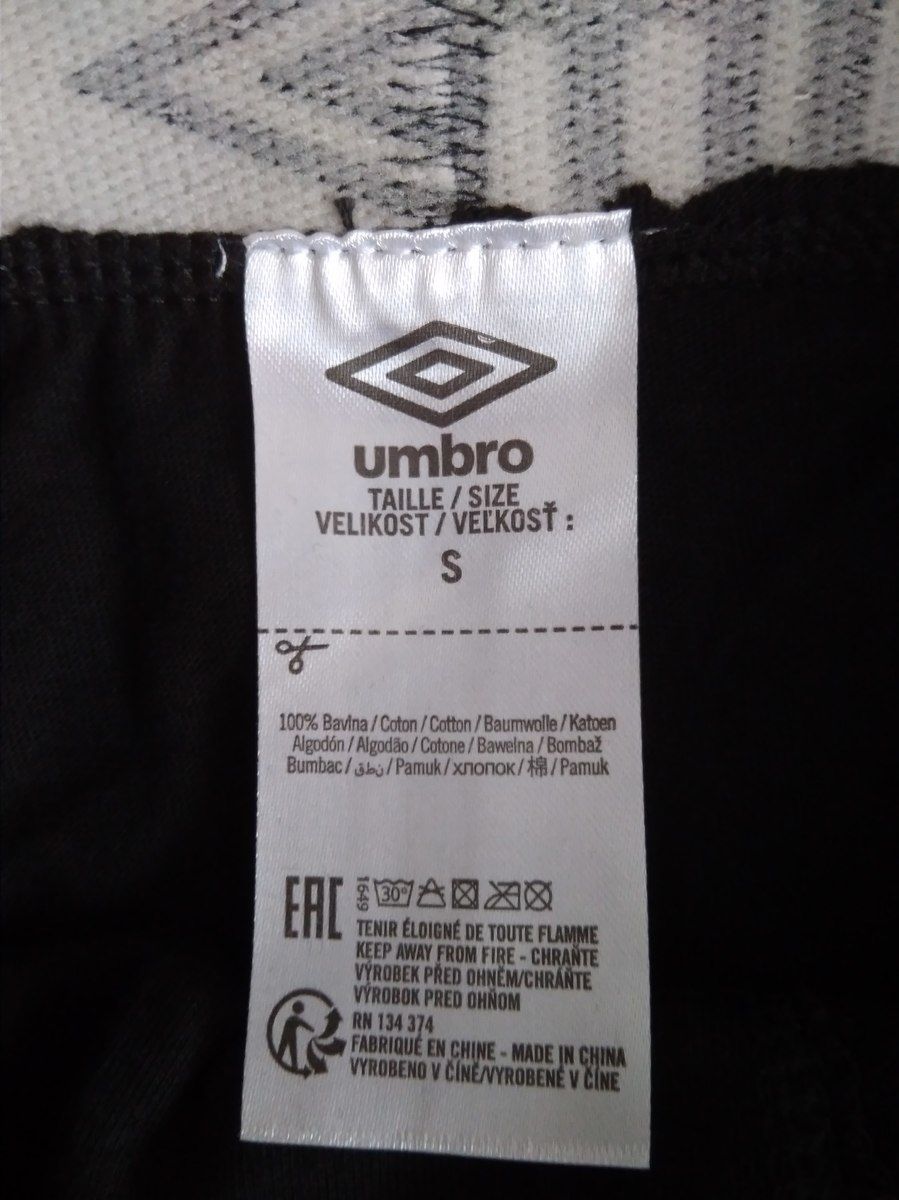 umbro
TAILLE / SIZE
VELIKOST / VEĽKOSŤ :
S
100% Bavlna / Coton / Cotton / Baumwolle / Katoen
Algodón / Algodão / Cotone / Bawełna / Bombaž
Bumbac / قطن / Pamuk / хлопок / 棉 / Pamuk
EAC
1649
30°
TENIR ÉLOIGNÉ DE TOUTE FLAMME
KEEP AWAY FROM FIRE - CHRAŇTE
VÝROBEK PŘED OHNĚM/CHRÁŇTE
VÝROBOK PRED OHŇOM
RN 134 374
FABRIQUÉ EN CHINE - MADE IN CHINA
VYROBENO V ČÍNĚ/VYROBENÉ V ČÍNE